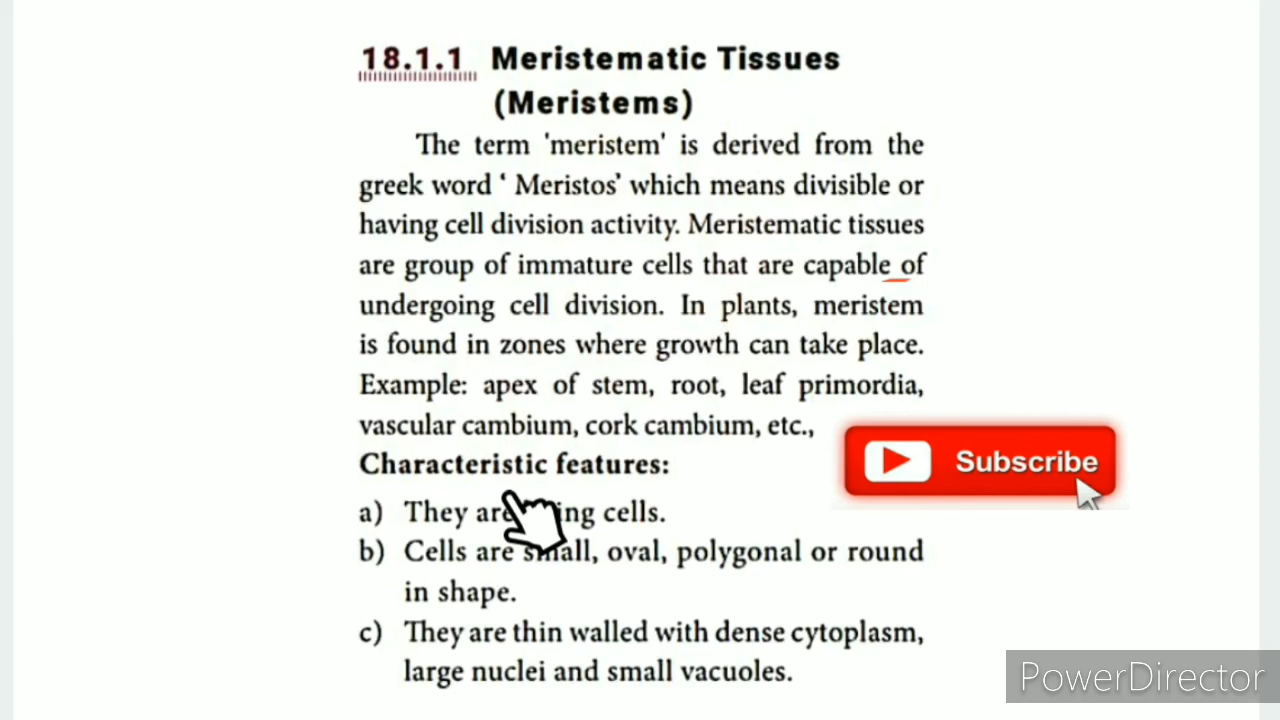 18.1.1 Meristematic Tissues
(Meristems)
The term 'meristem' is derived from the
greek word ‘ Meristos’ which means divisible or
having cell division activity. Meristematic tissues
are group of immature cells that are capable of
undergoing cell division. In plants, meristem
is found in zones where growth can take place.
Example: apex of stem, root, leaf primordia,
vascular cambium, cork cambium, etc.,
Subscribe
Characteristic features:
a) They are cells.
b) Cells are small, oval, polygonal or round
in shape.
c) They are thin walled with dense cytoplasm,
large nuclei and small vacuoles.
PowerDirector